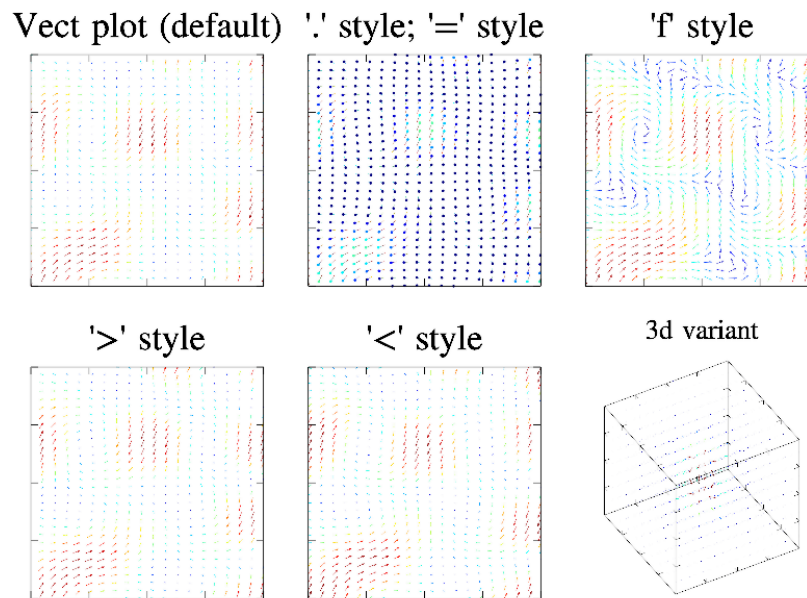 Vect plot (default)
'.' style; '=' style
'f' style
'>' style
'<' style
3d variant